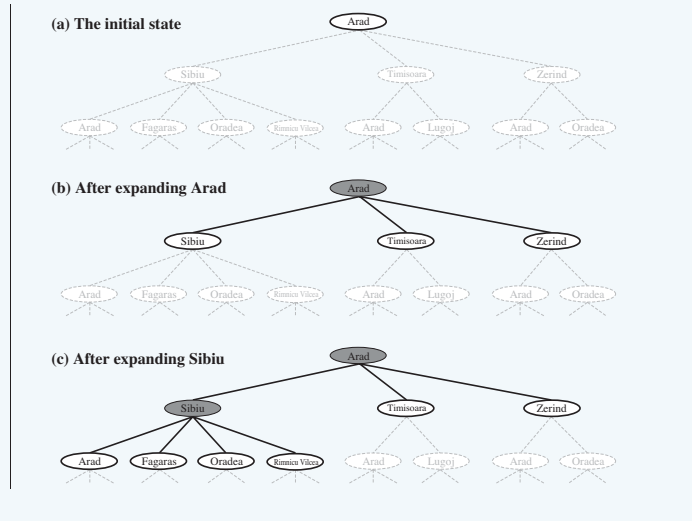 (a) The initial state
Arad
Sibiu Timisoara Zerind
Arad Fagaras Oradea Rimnicu Vilcea Arad Lugoj Arad Oradea
(b) After expanding Arad
Arad
Sibiu Timisoara Zerind
Arad Fagaras Oradea Rimnicu Vilcea Arad Lugoj Arad Oradea
(c) After expanding Sibiu
Arad
Sibiu Timisoara Zerind
Arad Fagaras Oradea Rimnicu Vilcea Arad Lugoj Arad Oradea